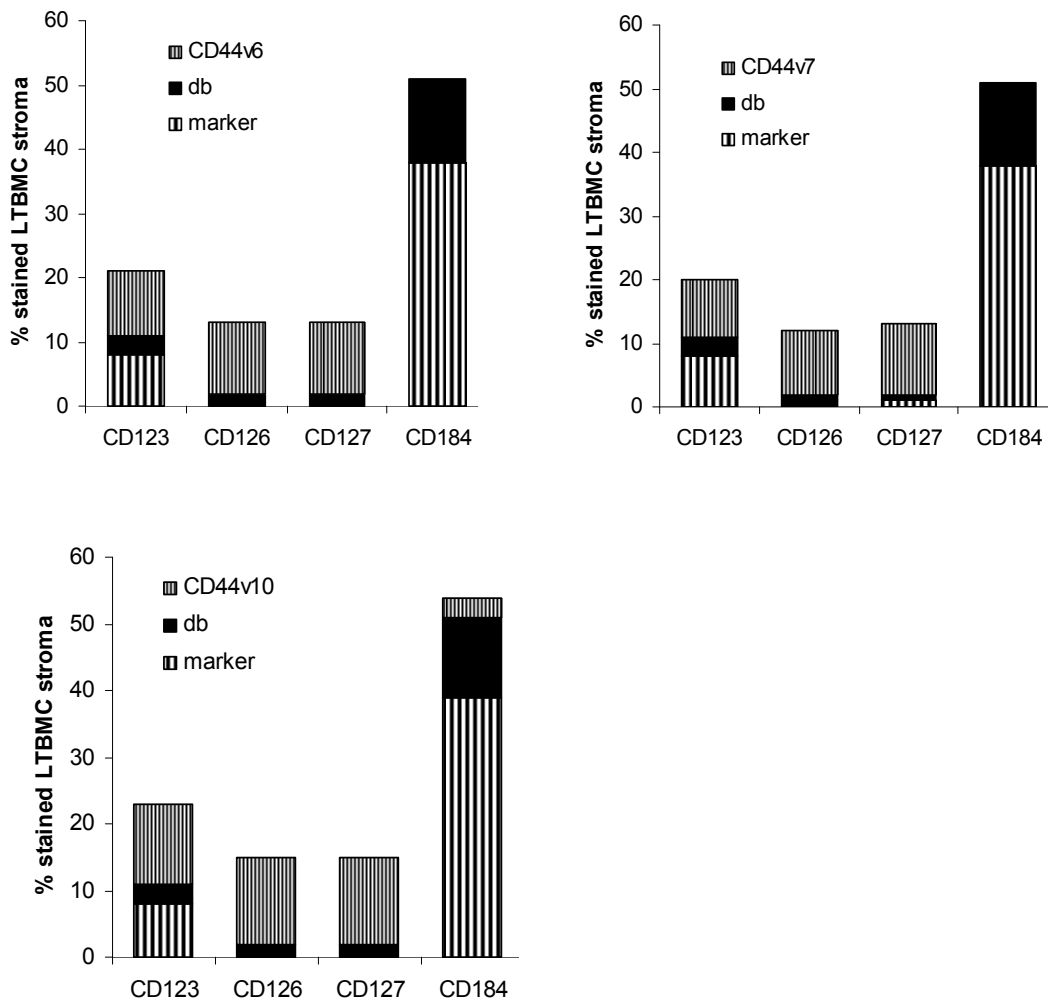 % stained LTBMC stroma
60
50
40
30
20
10
0
CD44v6
db
marker
CD123 CD126 CD127 CD184
% stained LTBMC stroma
60
50
40
30
20
10
0
CD44v7
db
marker
CD123 CD126 CD127 CD184
% stained LTBMC stroma
60
50
40
30
20
10
0
CD44v10
db
marker
CD123 CD126 CD127 CD184